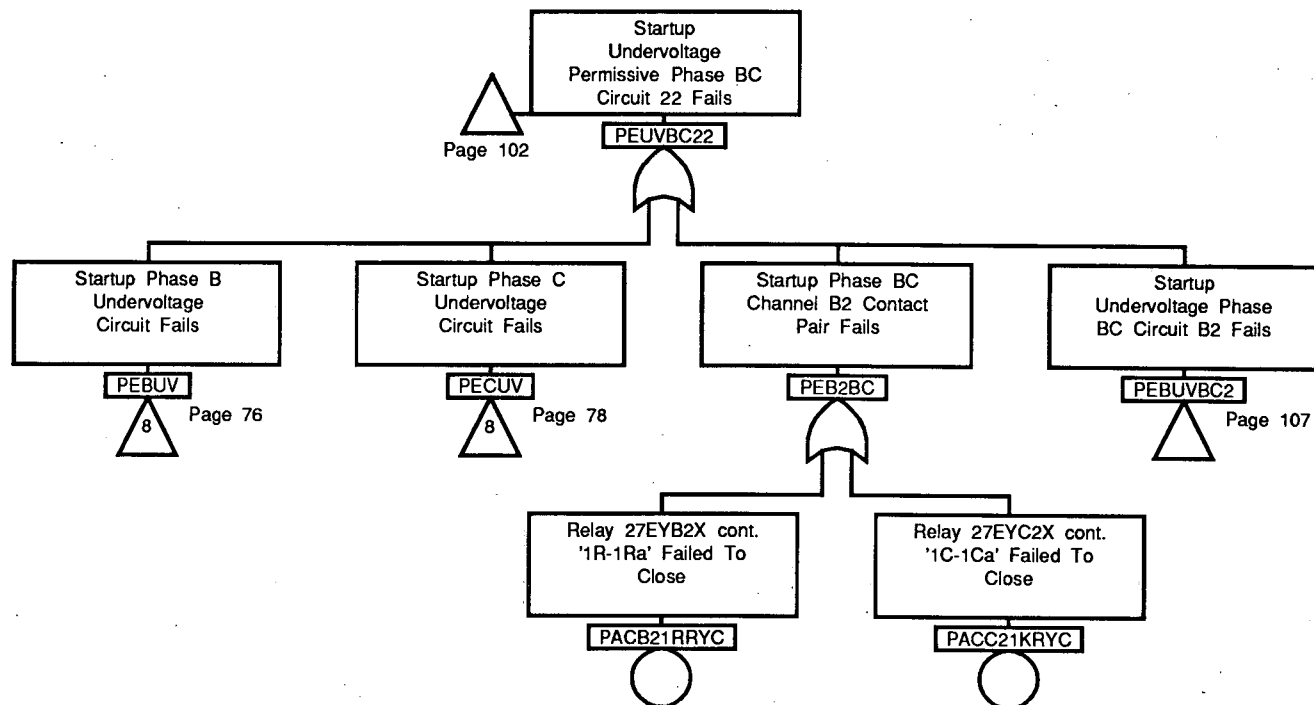 Startup
Undervoltage
Permissive Phase BC
Circuit 22 Fails
PEUVBC22
Page 102
Startup Phase B
Undervoltage
Circuit Fails
PEBUV
8
Page 76
Startup Phase C
Undervoltage
Circuit Fails
PECUV
8
Page 78
Startup Phase BC
Channel B2 Contact
Pair Fails
PEB2BC
Startup
Undervoltage Phase
BC Circuit B2 Fails
PEBUVBC2
Page 107
Relay 27EYB2X cont.
'1R-1Ra' Failed To
Close
PACB21RRYC
Relay 27EYC2X cont.
'1C-1Ca' Failed To
Close
PACC21KRYC